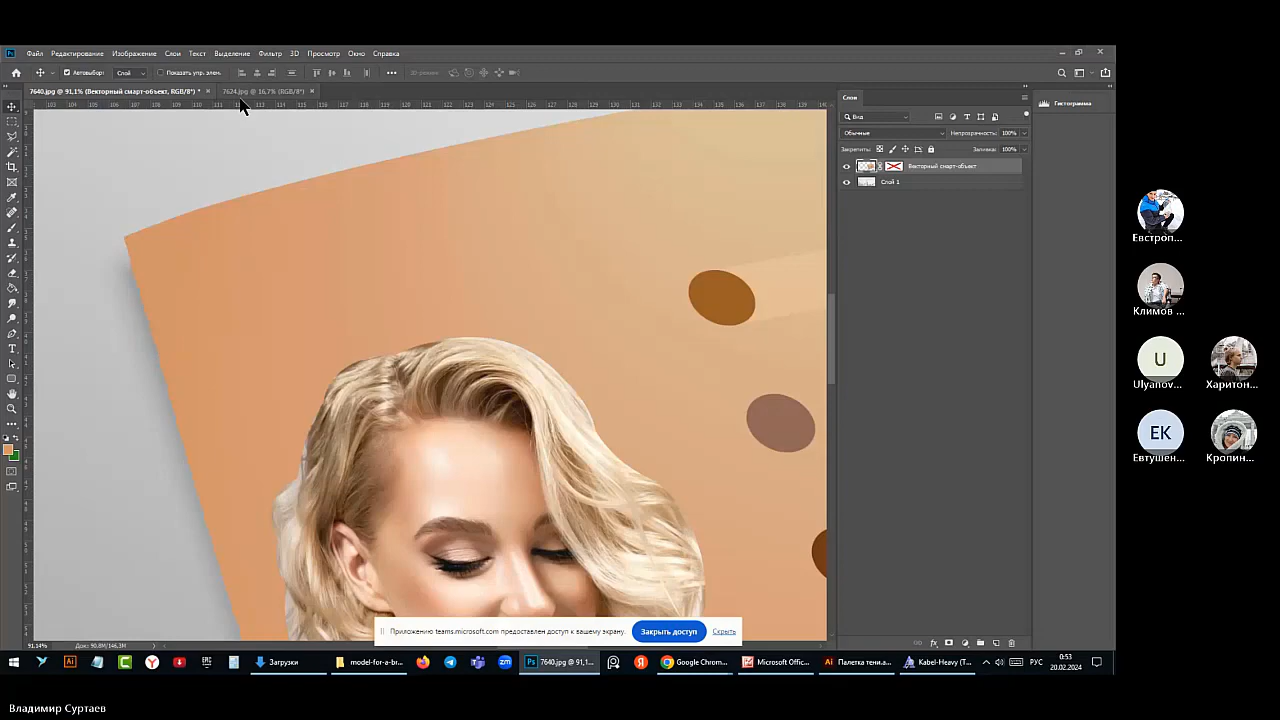 Файл Редактирование Изображение Слои Текст Выделение Фильтр 3D Просмотр Окно Справка
Автовыбор: Слой Показать упр. элем. 3D-режим:
7640.jpg @ 91,1% (Векторный смарт-объект, RGB/8*) * 7624.jpg @ 16,7% (RGB/8*)
Слои
Гистограмма
Вид
Обычные Непрозрачность: 100%
Закрепить: Заливка: 100%
Векторный смарт-объект
Слой 1
Евстроп...
Климов ...
U
Ulyanov... Харитон...
EK
Евтушен... Кропин...
Приложению teams.microsoft.com предоставлен доступ к вашему экрану. Закрыть доступ Скрыть
91,14% Док: 90,8M/146,3M
Загрузки model-for-a-br... 7640.jpg @ 91,1... Google Chrom... Microsoft Offic... Палетка тени.a... Kabel-Heavy (T... РУС 0:53
20.02.2024
Владимир Суртаев